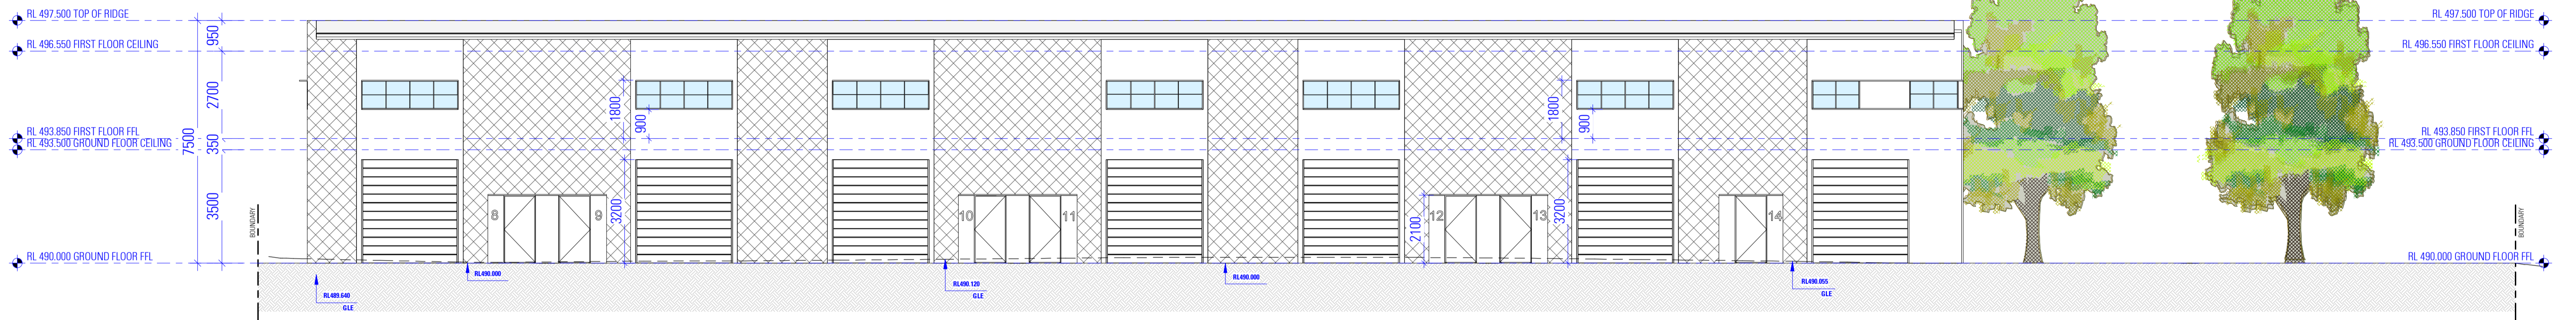 RL 497.500 TOP OF RIDGE
RL 497.500 TOP OF RIDGE
950
RL 496.550 FIRST FLOOR CEILING
RL 496.550 FIRST FLOOR CEILING
2700
1800
900
1800
900
RL 493.850 FIRST FLOOR FFL
RL 493.850 FIRST FLOOR FFL
RL 493.500 GROUND FLOOR CEILING
RL 493.500 GROUND FLOOR CEILING
7500
350
3500
3200
3200
2100
8
9
10
11
12
13
14
BOUNDARY
BOUNDARY
RL 490.000 GROUND FLOOR FFL
RL 490.000 GROUND FLOOR FFL
RL490.000
RL490.000
RL490.120
GLE
RL490.055
GLE
RL489.640
GLE